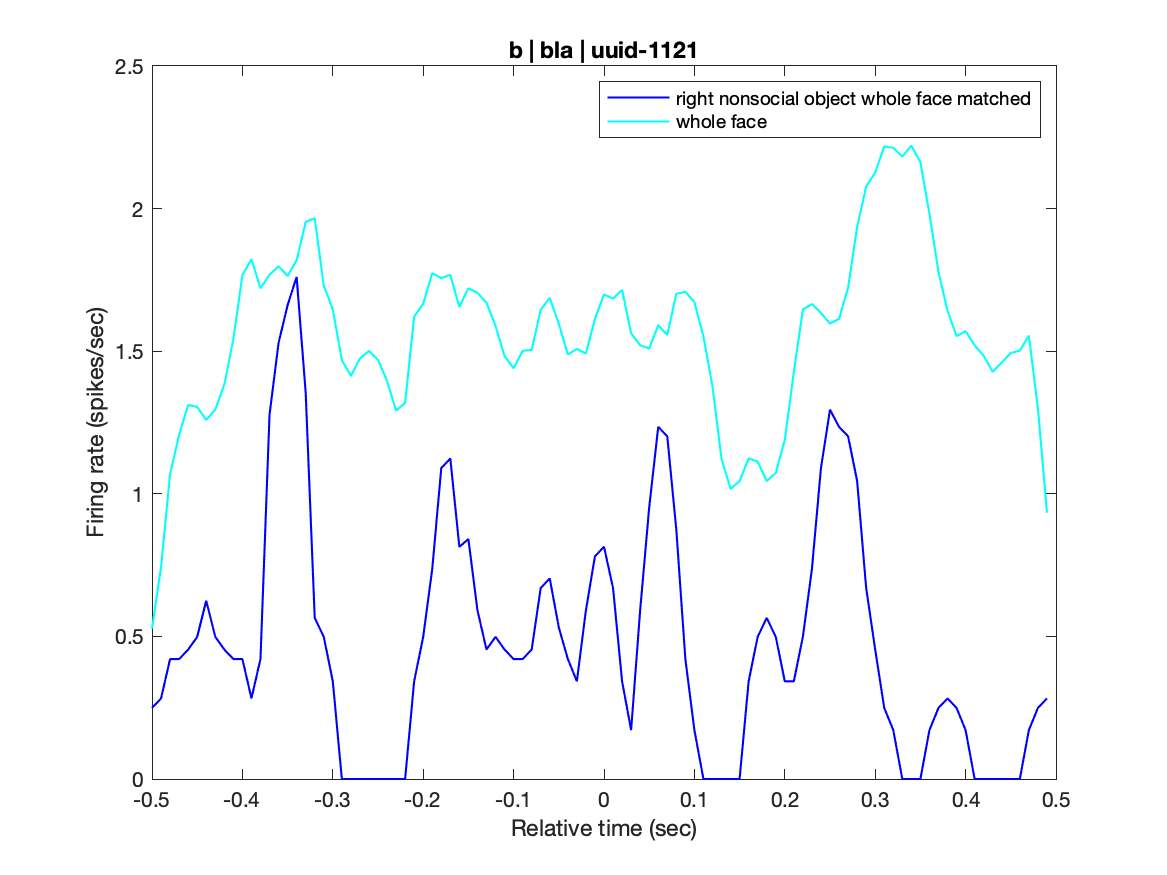 b | bla | uuid-1121
right nonsocial object whole face matched
whole face
Firing rate (spikes/sec)
2.5
2
1.5
1
0.5
0
-0.5 -0.4 -0.3 -0.2 -0.1 0 0.1 0.2 0.3 0.4 0.5
Relative time (sec)